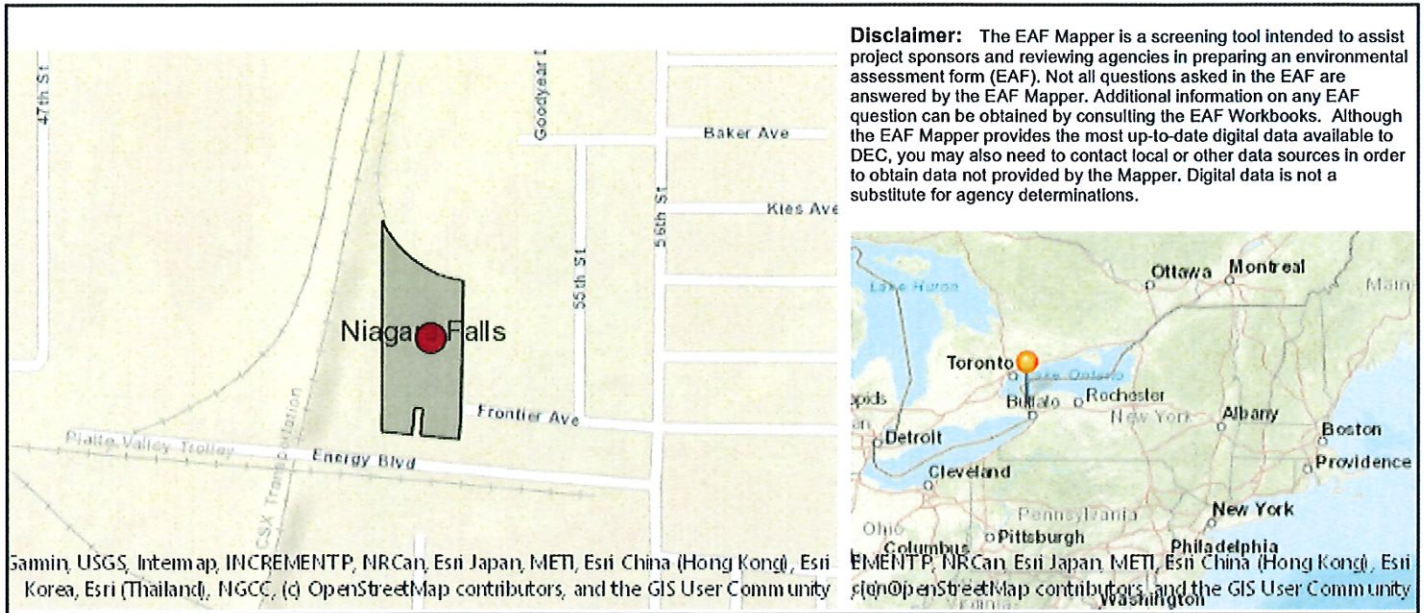 Disclaimer: The EAF Mapper is a screening tool intended to assist
project sponsors and reviewing agencies in preparing an environmental
assessment form (EAF). Not all questions asked in the EAF are
answered by the EAF Mapper. Additional information on any EAF
question can be obtained by consulting the EAF Workbooks. Although
the EAF Mapper provides the most up-to-date digital data available to
DEC, you may also need to contact local or other data sources in order
to obtain data not provided by the Mapper. Digital data is not a
substitute for agency determinations.
47th St
Goodyear
Baker Ave
Kies Ave
56th St
55th St
Niagara Falls
Frontier Ave
Platte Valley Trolley
Energy Blvd
CSX Transportation
Garmin, USGS, Intermap, INCREMENT P, NRCan, Esri Japan, METI, Esri China (Hong Kong), Esri
Korea, Esri (Thailand), NGCC, (c) OpenStreetMap contributors, and the GIS User Community
Lake Huron
Ottawa
Montreal
Main
Toronto
Lake Ontario
apids
Buffalo
Rochester
New York
Albany
Detroit
Boston
Cleveland
Providence
Pennsylvania
New York
Ohio
Pittsburgh
Columbus
Philadelphia
EMENT P, NRCan, Esri Japan, METI, Esri China (Hong Kong), Esri
OpenStreetMap contributors, and the GIS User Community
Virginia
Washington